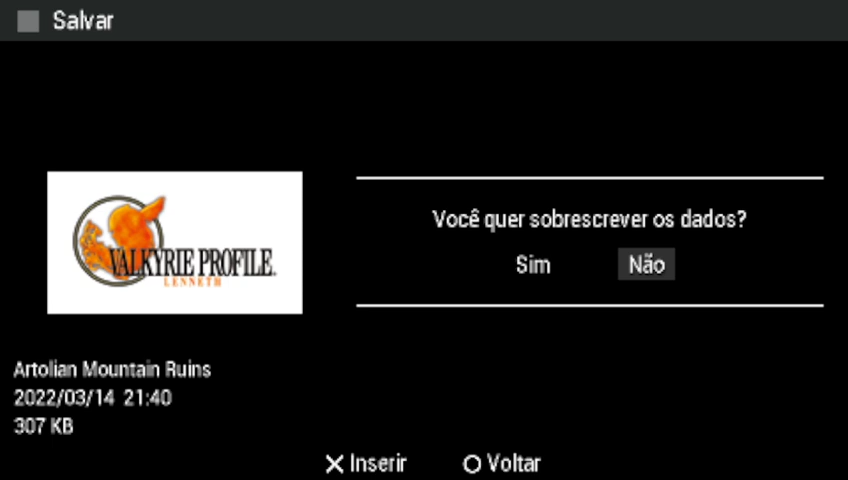 Salvar
VALKYRIE PROFILE.
LENNETH
Você quer sobrescrever os dados?
Sim Não
Artolian Mountain Ruins
2022/03/14 21:40
307 KB
Inserir Voltar